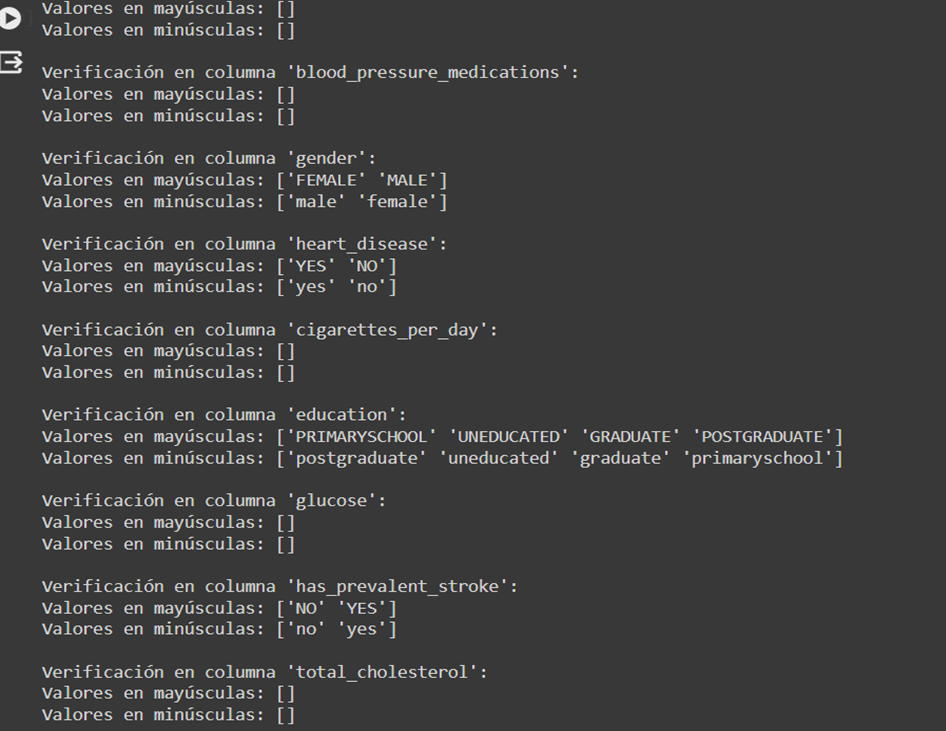 Valores en mayúsculas: []
Valores en minúsculas: []
Verificación en columna 'blood_pressure_medications':
Valores en mayúsculas: []
Valores en minúsculas: []
Verificación en columna 'gender':
Valores en mayúsculas: ['FEMALE' 'MALE']
Valores en minúsculas: ['male' 'female']
Verificación en columna 'heart_disease':
Valores en mayúsculas: ['YES' 'NO']
Valores en minúsculas: ['yes' 'no']
Verificación en columna 'cigarettes_per_day':
Valores en mayúsculas: []
Valores en minúsculas: []
Verificación en columna 'education':
Valores en mayúsculas: ['PRIMARYSCHOOL' 'UNEDUCATED' 'GRADUATE' 'POSTGRADUATE']
Valores en minúsculas: ['postgraduate' 'uneducated' 'graduate' 'primaryschool']
Verificación en columna 'glucose':
Valores en mayúsculas: []
Valores en minúsculas: []
Verificación en columna 'has_prevalent_stroke':
Valores en mayúsculas: ['NO' 'YES']
Valores en minúsculas: ['no' 'yes']
Verificación en columna 'total_cholesterol':
Valores en mayúsculas: []
Valores en minúsculas: []